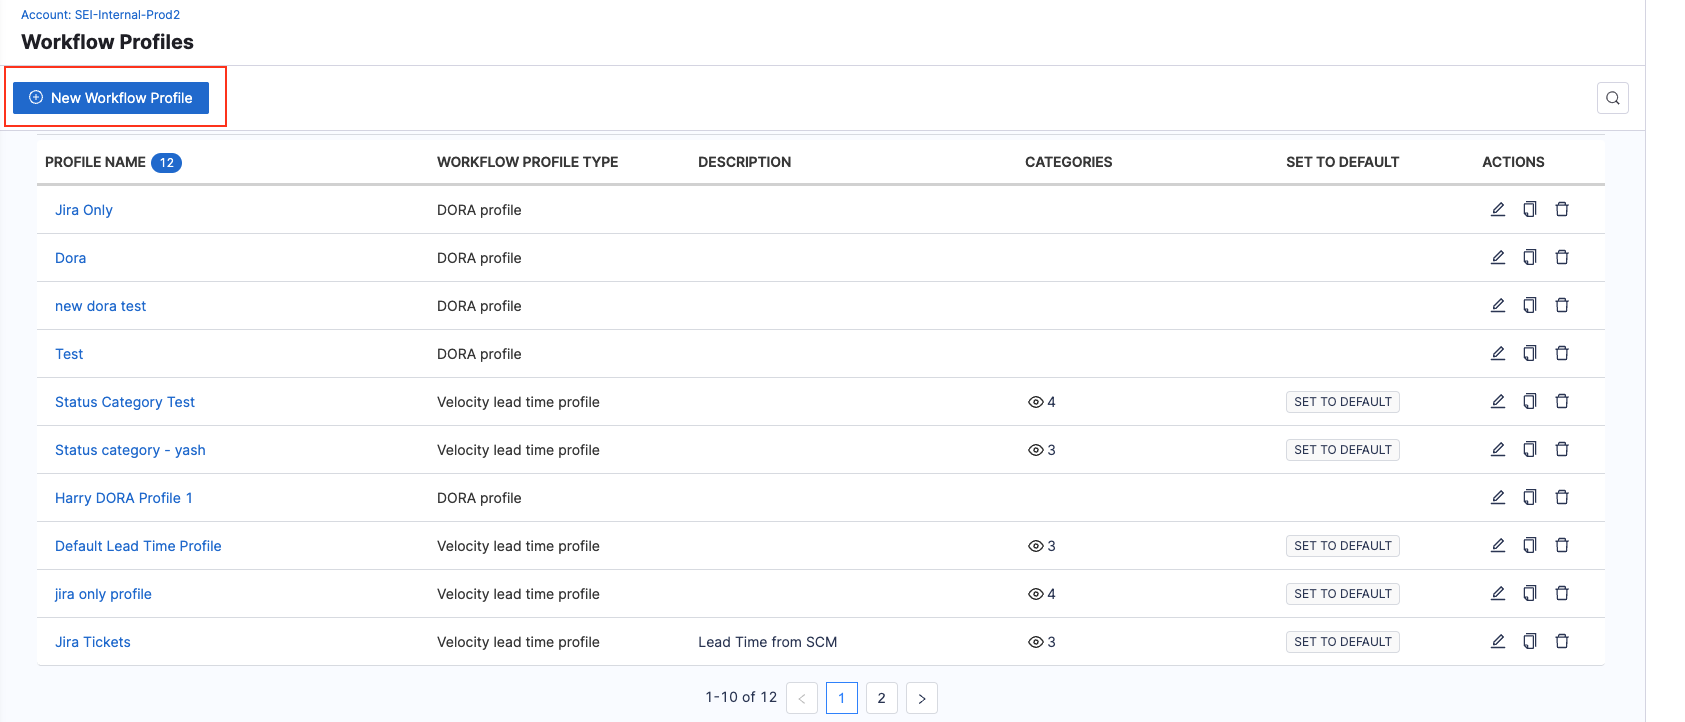 Account: SEI-Internal-Prod2
Workflow Profiles
New Workflow Profile
PROFILE NAME 12 WORKFLOW PROFILE TYPE DESCRIPTION CATEGORIES SET TO DEFAULT ACTIONS
Jira Only DORA profile
Dora DORA profile
new dora test DORA profile
Test DORA profile
Status Category Test Velocity lead time profile 4 SET TO DEFAULT
Status category - yash Velocity lead time profile 3 SET TO DEFAULT
Harry DORA Profile 1 DORA profile
Default Lead Time Profile Velocity lead time profile 3 SET TO DEFAULT
jira only profile Velocity lead time profile 4 SET TO DEFAULT
Jira Tickets Velocity lead time profile Lead Time from SCM 3 SET TO DEFAULT
1-10 of 12 < 1 2 >